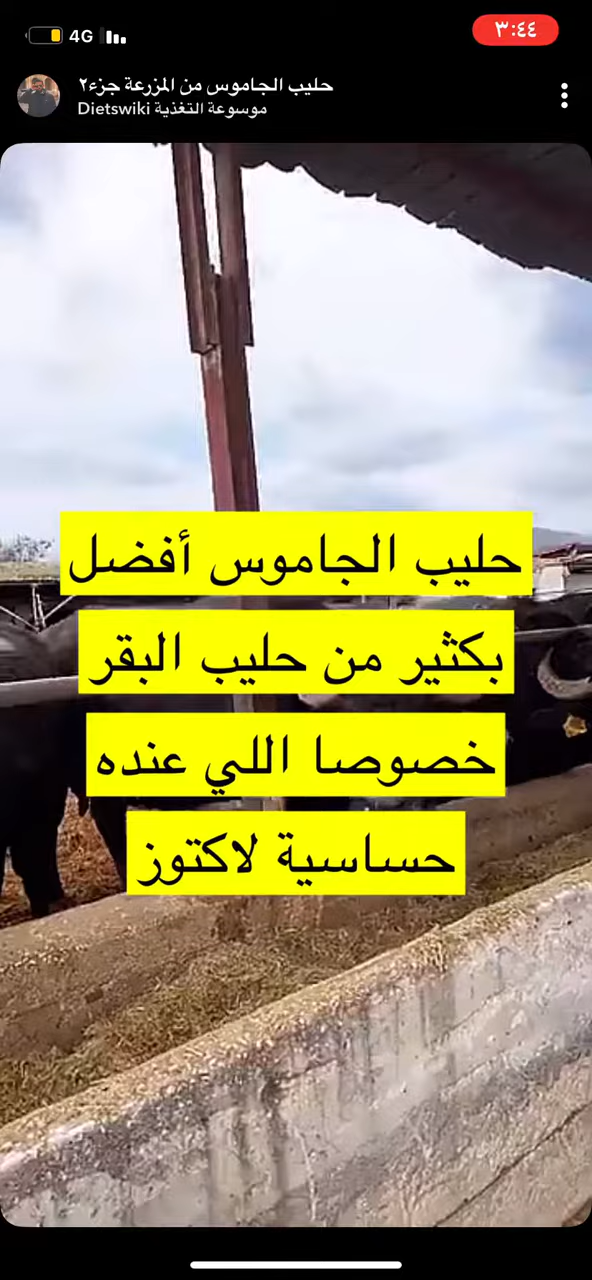 4G
٣:٤٤
حليب الجاموس من المزرعة جزء٢
موسوعة التغذية Dietswiki
حليب الجاموس أفضل
بكثير من حليب البقر
خصوصا اللي عنده
حساسية لاكتوز